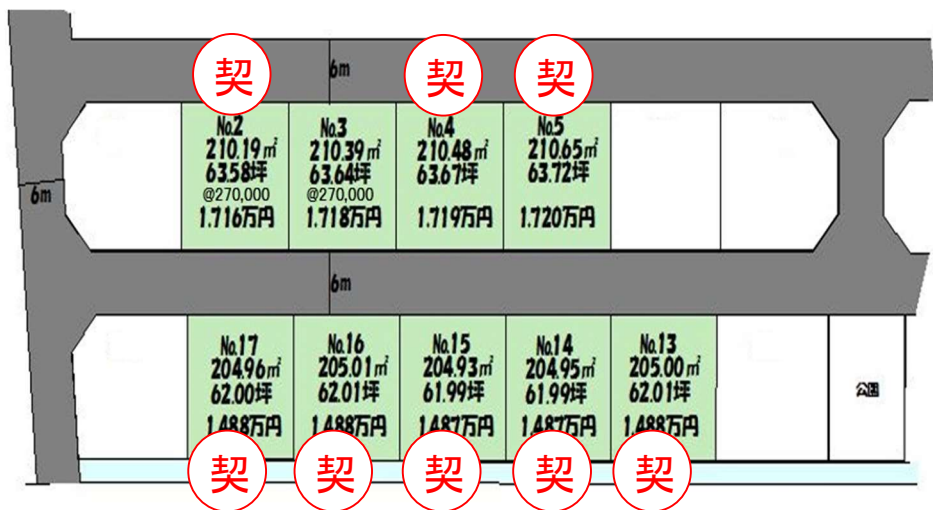 契
契
契
6m
No.2
210.19㎡
63.58坪
@270,000
1.716万円
No.3
210.39㎡
63.64坪
@270,000
1.718万円
No.4
210.48㎡
63.67坪
1.719万円
No.5
210.65㎡
63.72坪
1.720万円
6m
6m
No.17
204.96㎡
62.00坪
1.488万円
No.16
205.01㎡
62.01坪
1.488万円
No.15
204.93㎡
61.99坪
1.487万円
No.14
204.95㎡
61.99坪
1.487万円
No.13
205.00㎡
62.01坪
1.488万円
公園
契
契
契
契
契